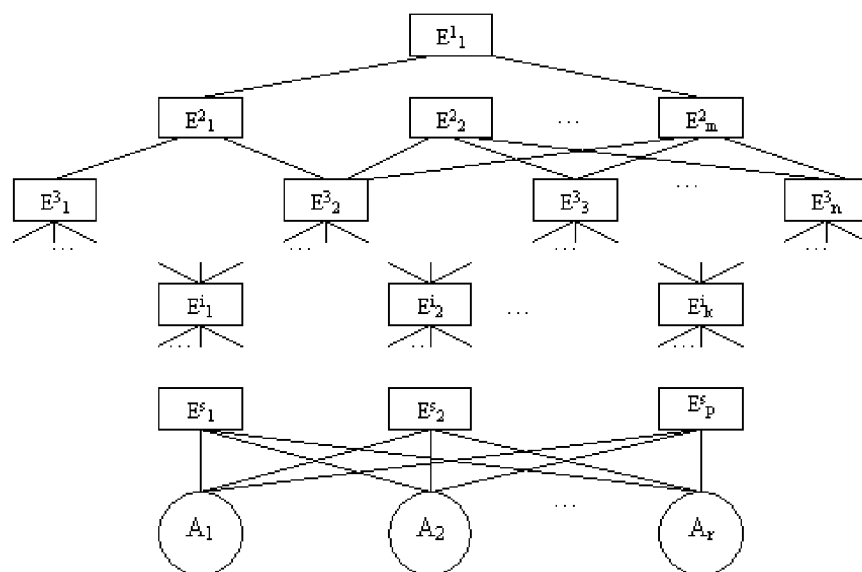 E¹₁
E²₁ E²₂ ... E²ₘ
...
E³₁ E³₂ E³₃ E³ₙ
... ... ... ...
Eⁱ₁ Eⁱ₂ ... Eⁱₖ
... ... ...
Eˢ₁ Eˢ₂ Eˢₚ
...
A₁ A₂ Aᵣ